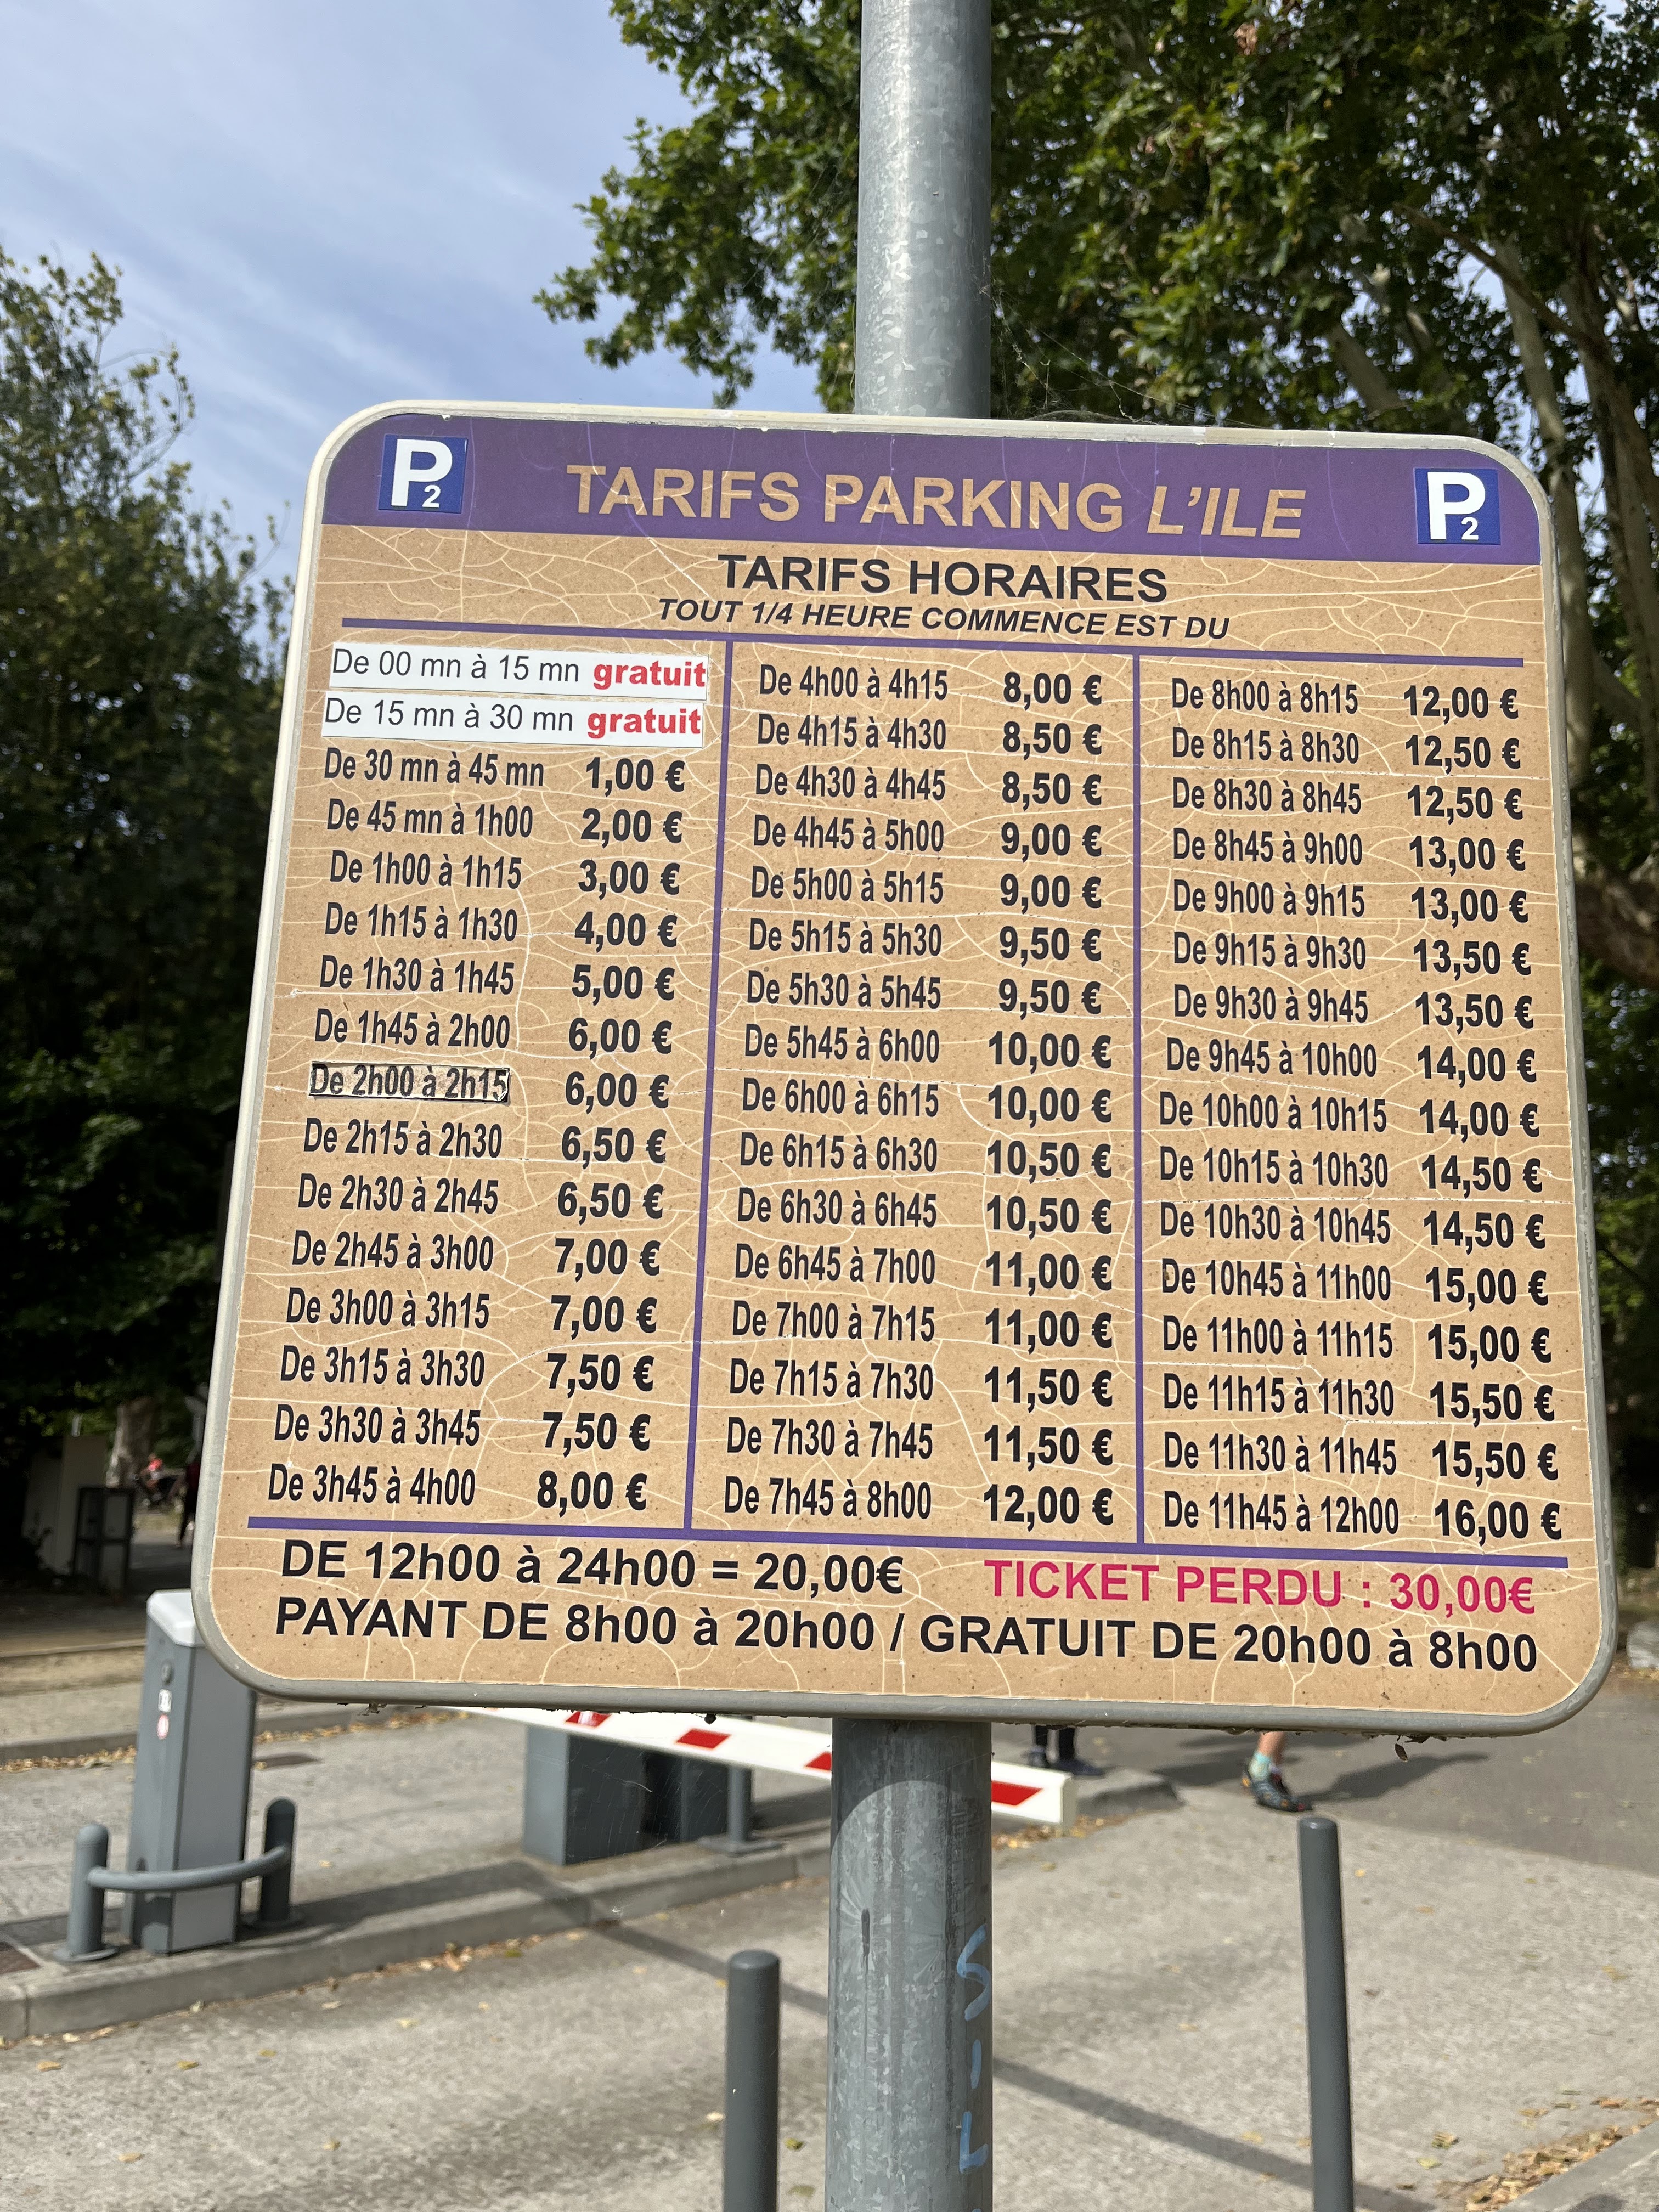 P2 TARIFS PARKING L'ILE P2
TARIFS HORAIRES
TOUT 1/4 HEURE COMMENCE EST DU
De 00 mn à 15 mn gratuit
De 15 mn à 30 mn gratuit
De 30 mn à 45 mn 1,00 €
De 45 mn à 1h00 2,00 €
De 1h00 à 1h15 3,00 €
De 1h15 à 1h30 4,00 €
De 1h30 à 1h45 5,00 €
De 1h45 à 2h00 6,00 €
De 2h00 à 2h15 6,00 €
De 2h15 à 2h30 6,50 €
De 2h30 à 2h45 6,50 €
De 2h45 à 3h00 7,00 €
De 3h00 à 3h15 7,00 €
De 3h15 à 3h30 7,50 €
De 3h30 à 3h45 7,50 €
De 3h45 à 4h00 8,00 €
De 4h00 à 4h15 8,00 €
De 4h15 à 4h30 8,50 €
De 4h30 à 4h45 8,50 €
De 4h45 à 5h00 9,00 €
De 5h00 à 5h15 9,00 €
De 5h15 à 5h30 9,50 €
De 5h30 à 5h45 9,50 €
De 5h45 à 6h00 10,00 €
De 6h00 à 6h15 10,00 €
De 6h15 à 6h30 10,50 €
De 6h30 à 6h45 10,50 €
De 6h45 à 7h00 11,00 €
De 7h00 à 7h15 11,00 €
De 7h15 à 7h30 11,50 €
De 7h30 à 7h45 11,50 €
De 7h45 à 8h00 12,00 €
De 8h00 à 8h15 12,00 €
De 8h15 à 8h30 12,50 €
De 8h30 à 8h45 12,50 €
De 8h45 à 9h00 13,00 €
De 9h00 à 9h15 13,00 €
De 9h15 à 9h30 13,50 €
De 9h30 à 9h45 13,50 €
De 9h45 à 10h00 14,00 €
De 10h00 à 10h15 14,00 €
De 10h15 à 10h30 14,50 €
De 10h30 à 10h45 14,50 €
De 10h45 à 11h00 15,00 €
De 11h00 à 11h15 15,00 €
De 11h15 à 11h30 15,50 €
De 11h30 à 11h45 15,50 €
De 11h45 à 12h00 16,00 €
DE 12h00 à 24h00 = 20,00€ TICKET PERDU : 30,00€
PAYANT DE 8h00 à 20h00 / GRATUIT DE 20h00 à 8h00
SIL